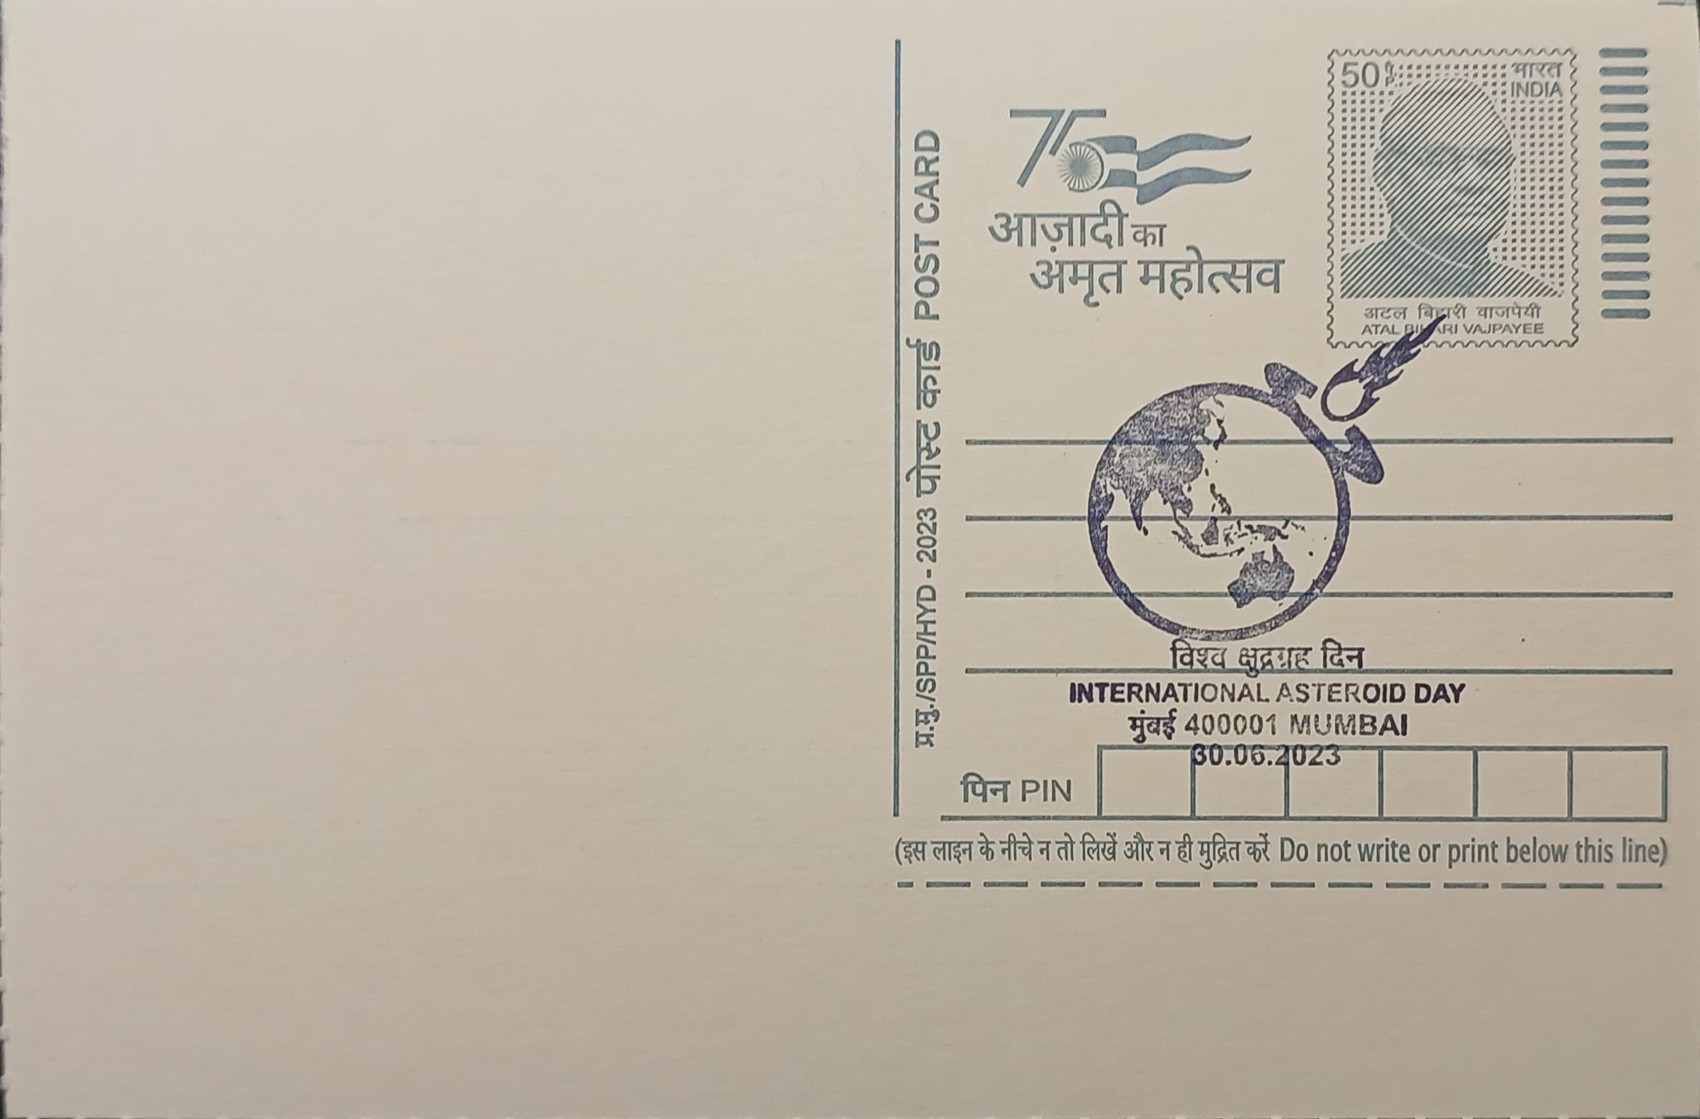 50 P.
भारत
INDIA
75
आज़ादी का
अमृत महोत्सव
अटल बिहारी वाजपेयी
ATAL BIHARI VAJPAYEE
प्र.मु./SPP/HYD - 2023 पोस्ट कार्ड POST CARD
विश्व क्षुद्रग्रह दिन
INTERNATIONAL ASTEROID DAY
मुंबई 400001 MUMBAI
30.06.2023
पिन PIN
(इस लाइन के नीचे न तो लिखें और न ही मुद्रित करें Do not write or print below this line)